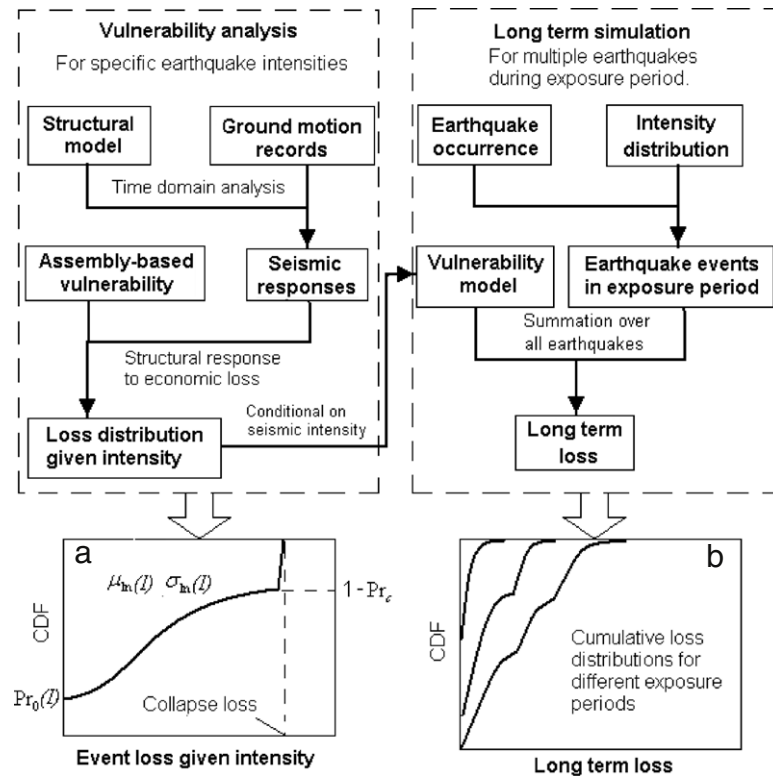 Vulnerability analysis
For specific earthquake intensities
Structural
model
Ground motion
records
Time domain analysis
Assembly-based
vulnerability
Seismic
responses
Structural response
to economic loss
Loss distribution
given intensity
Conditional on
seismic intensity
Long term simulation
For multiple earthquakes
during exposure period.
Earthquake
occurrence
Intensity
distribution
Vulnerability
model
Earthquake events
in exposure period
Summation over
all earthquakes
Long term
loss
a
μln(I) σln(I)
1-Prc
CDF
Pr0(I)
Collapse loss
Event loss given intensity
b
CDF
Cumulative loss
distributions for
different exposure
periods
Long term loss